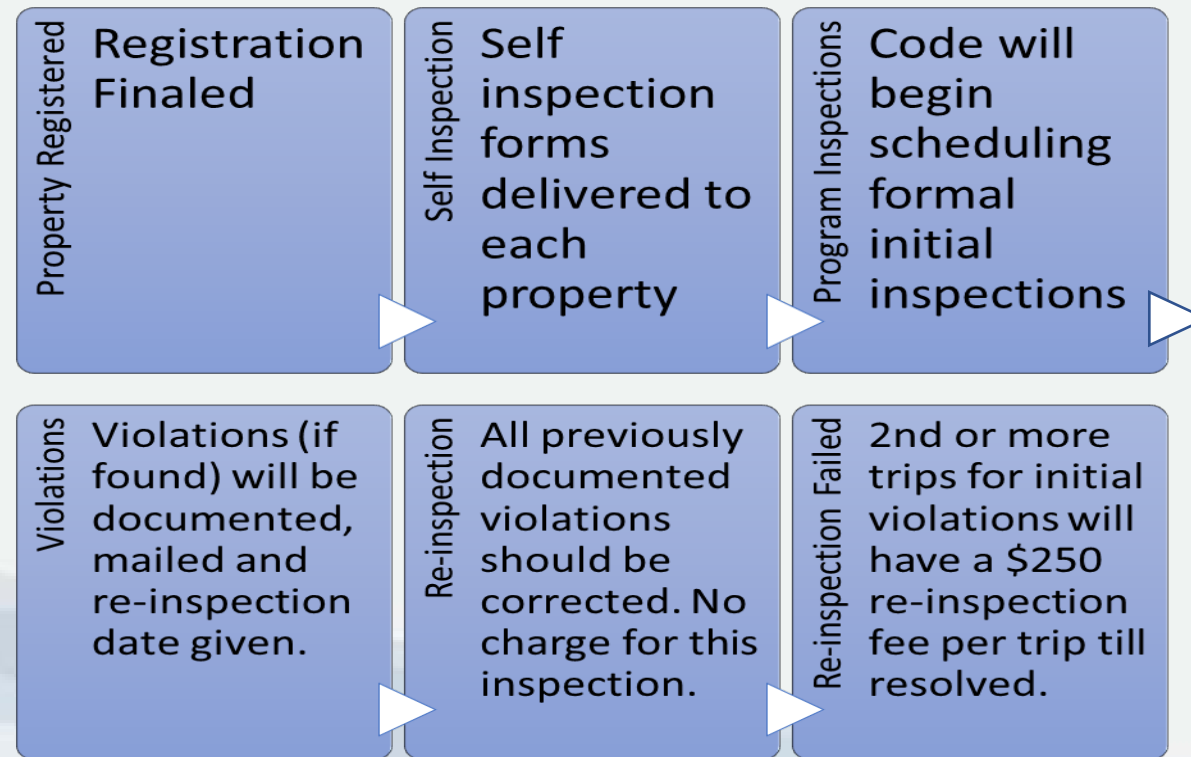 Property Registered
Registration
Finaled
Self Inspection
Self
inspection
forms
delivered to
each
property
Program Inspections
Code will
begin
scheduling
formal
initial
inspections
Violations
Violations (if
found) will be
documented,
mailed and
re-inspection
date given.
Re-inspection
All previously
documented
violations
should be
corrected. No
charge for this
inspection.
Re-inspection Failed
2nd or more
trips for initial
violations will
have a $250
re-inspection
fee per trip till
resolved.